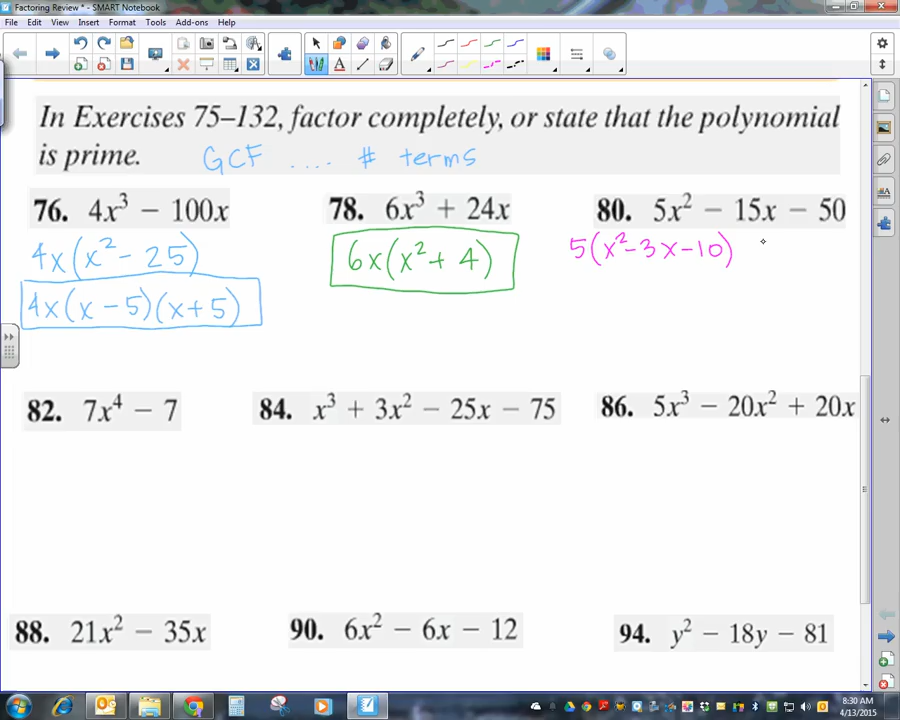 Factoring Review * - SMART Notebook
File Edit View Insert Format Tools Add-ons Help
In Exercises 75–132, factor completely, or state that the polynomial
is prime. GCF .... # terms
76. 4x³ − 100x 78. 6x³ + 24x 80. 5x² − 15x − 50
4x(x² − 25) 6x(x² + 4) 5(x² − 3x − 10)
4x(x − 5)(x + 5)
82. 7x⁴ − 7 84. x³ + 3x² − 25x − 75 86. 5x³ − 20x² + 20x
88. 21x² − 35x 90. 6x² − 6x − 12 94. y² − 18y − 81
8:30 AM
4/13/2015